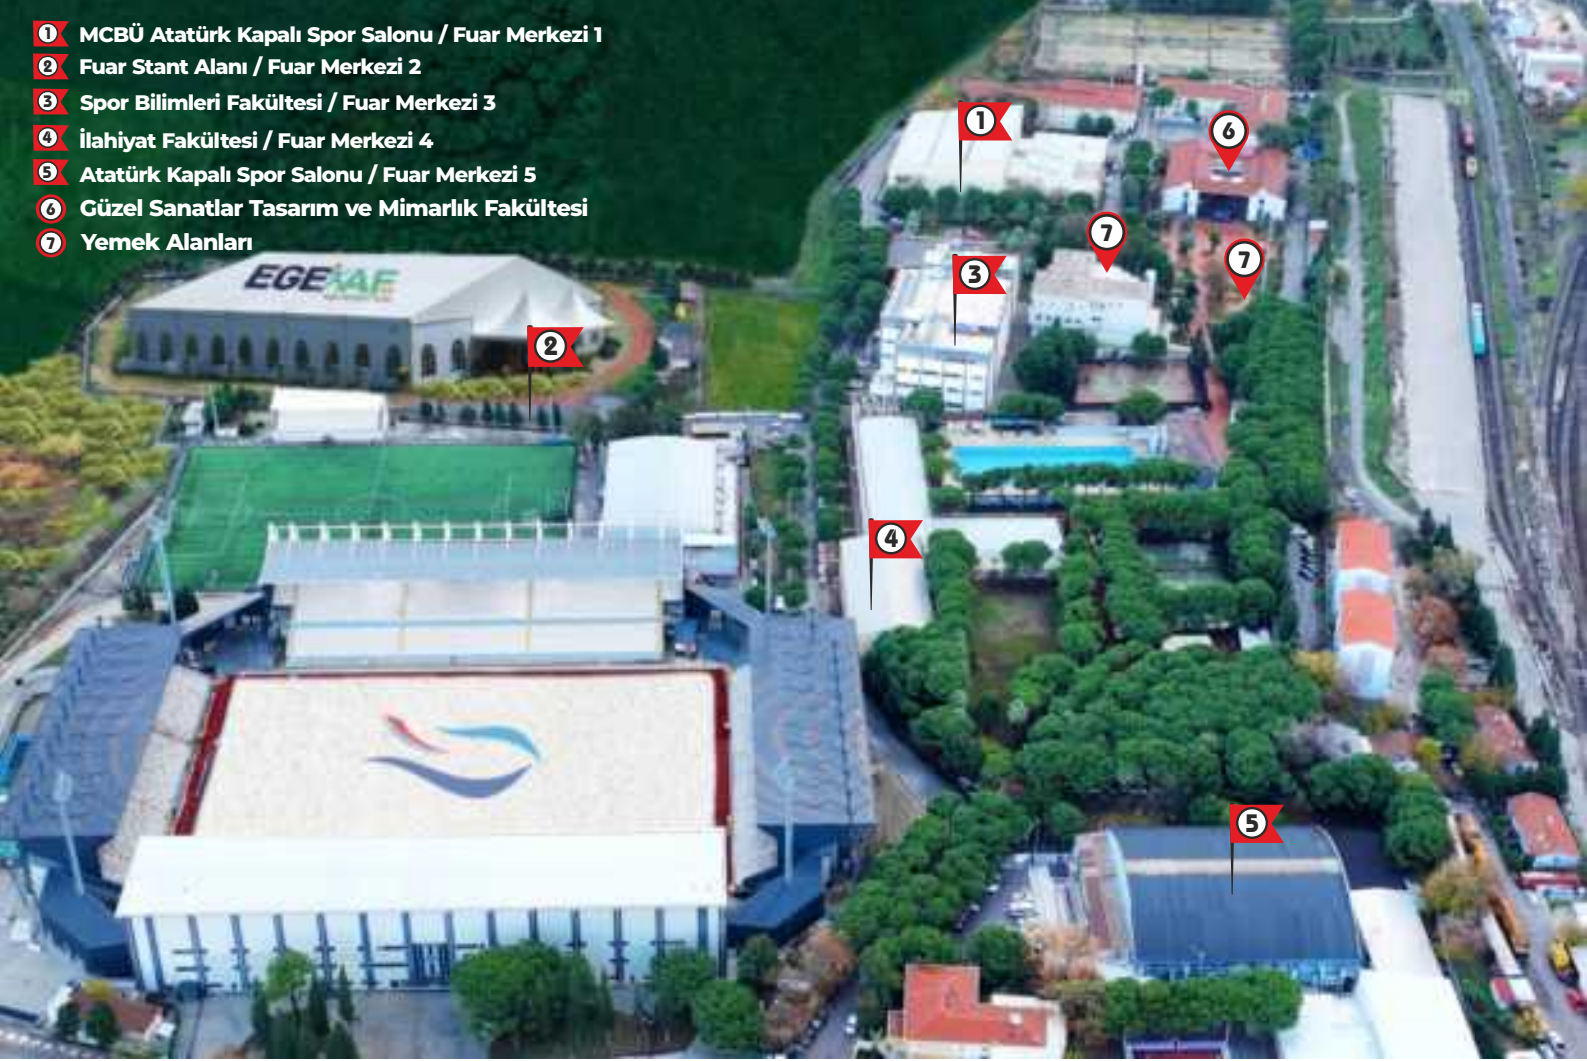 1 MCBÜ Atatürk Kapalı Spor Salonu / Fuar Merkezi 1
2 Fuar Stant Alanı / Fuar Merkezi 2
3 Spor Bilimleri Fakültesi / Fuar Merkezi 3
4 İlahiyat Fakültesi / Fuar Merkezi 4
5 Atatürk Kapalı Spor Salonu / Fuar Merkezi 5
6 Güzel Sanatlar Tasarım ve Mimarlık Fakültesi
7 Yemek Alanları
1
6
7
7
EGEKAF
3
2
4
5